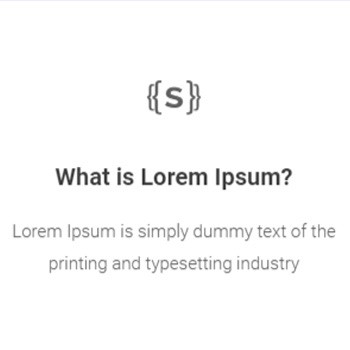 {{s}}
What is Lorem Ipsum?
Lorem Ipsum is simply dummy text of the
printing and typesetting industry